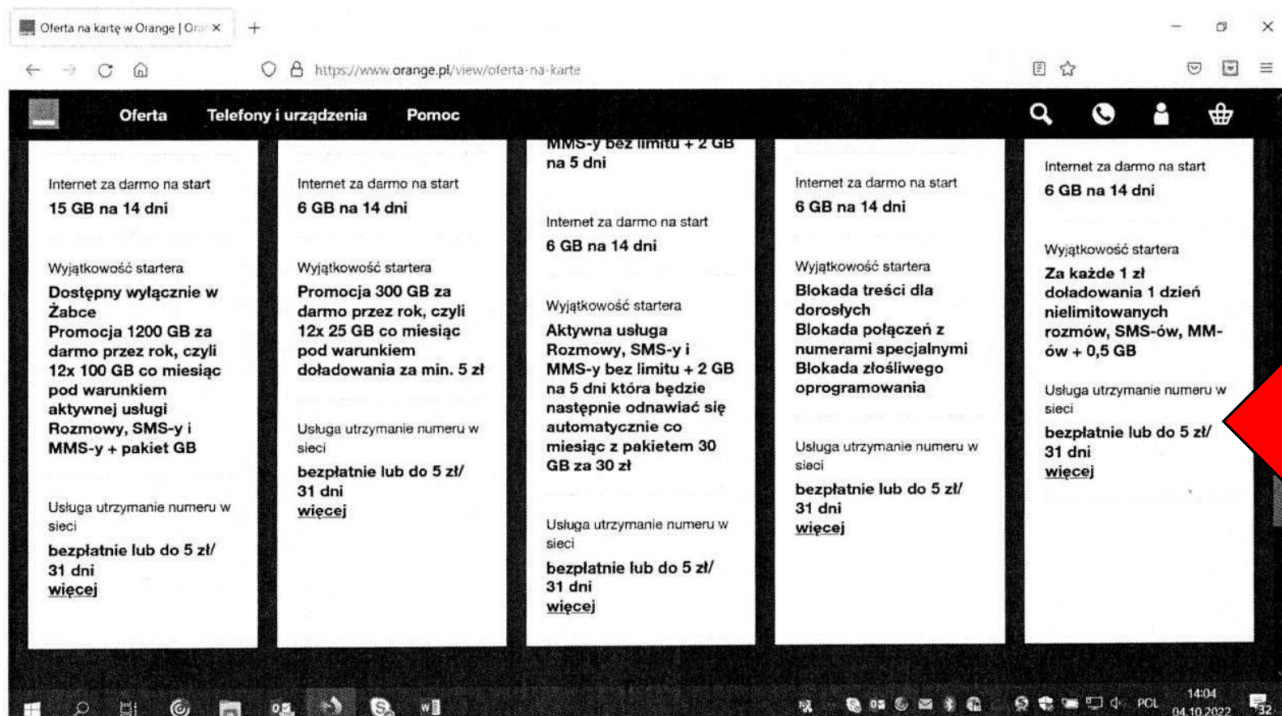 Oferta na kartę w Orange | Oran
https://www.orange.pl/view/oferta-na-karte
Oferta Telefony i urządzenia Pomoc
Internet za darmo na start
15 GB na 14 dni
Wyjątkowość startera
Dostępny wyłącznie w
Żabce
Promocja 1200 GB za
darmo przez rok, czyli
12x 100 GB co miesiąc
pod warunkiem
aktywnej usługi
Rozmowy, SMS-y i
MMS-y + pakiet GB
Usługa utrzymanie numeru w
sieci
bezpłatnie lub do 5 zł/
31 dni
więcej
Internet za darmo na start
6 GB na 14 dni
Wyjątkowość startera
Promocja 300 GB za
darmo przez rok, czyli
12x 25 GB co miesiąc
pod warunkiem
doładowania za min. 5 zł
Usługa utrzymanie numeru w
sieci
bezpłatnie lub do 5 zł/
31 dni
więcej
MMS-y bez limitu + 2 GB
na 5 dni
Internet za darmo na start
6 GB na 14 dni
Wyjątkowość startera
Aktywna usługa
Rozmowy, SMS-y i
MMS-y bez limitu + 2 GB
na 5 dni która będzie
następnie odnawiać się
automatycznie co
miesiąc z pakietem 30
GB za 30 zł
Usługa utrzymanie numeru w
sieci
bezpłatnie lub do 5 zł/
31 dni
więcej
Internet za darmo na start
6 GB na 14 dni
Wyjątkowość startera
Blokada treści dla
dorosłych
Blokada połączeń z
numerami specjalnymi
Blokada złośliwego
oprogramowania
Usługa utrzymanie numeru w
sieci
bezpłatnie lub do 5 zł/
31 dni
więcej
Internet za darmo na start
6 GB na 14 dni
Wyjątkowość startera
Za każde 1 zł
doładowania 1 dzień
nielimitowanych
rozmów, SMS-ów, MM-
ów + 0,5 GB
Usługa utrzymanie numeru w
sieci
bezpłatnie lub do 5 zł/
31 dni
więcej
POL
14:04
04.10.2022
32